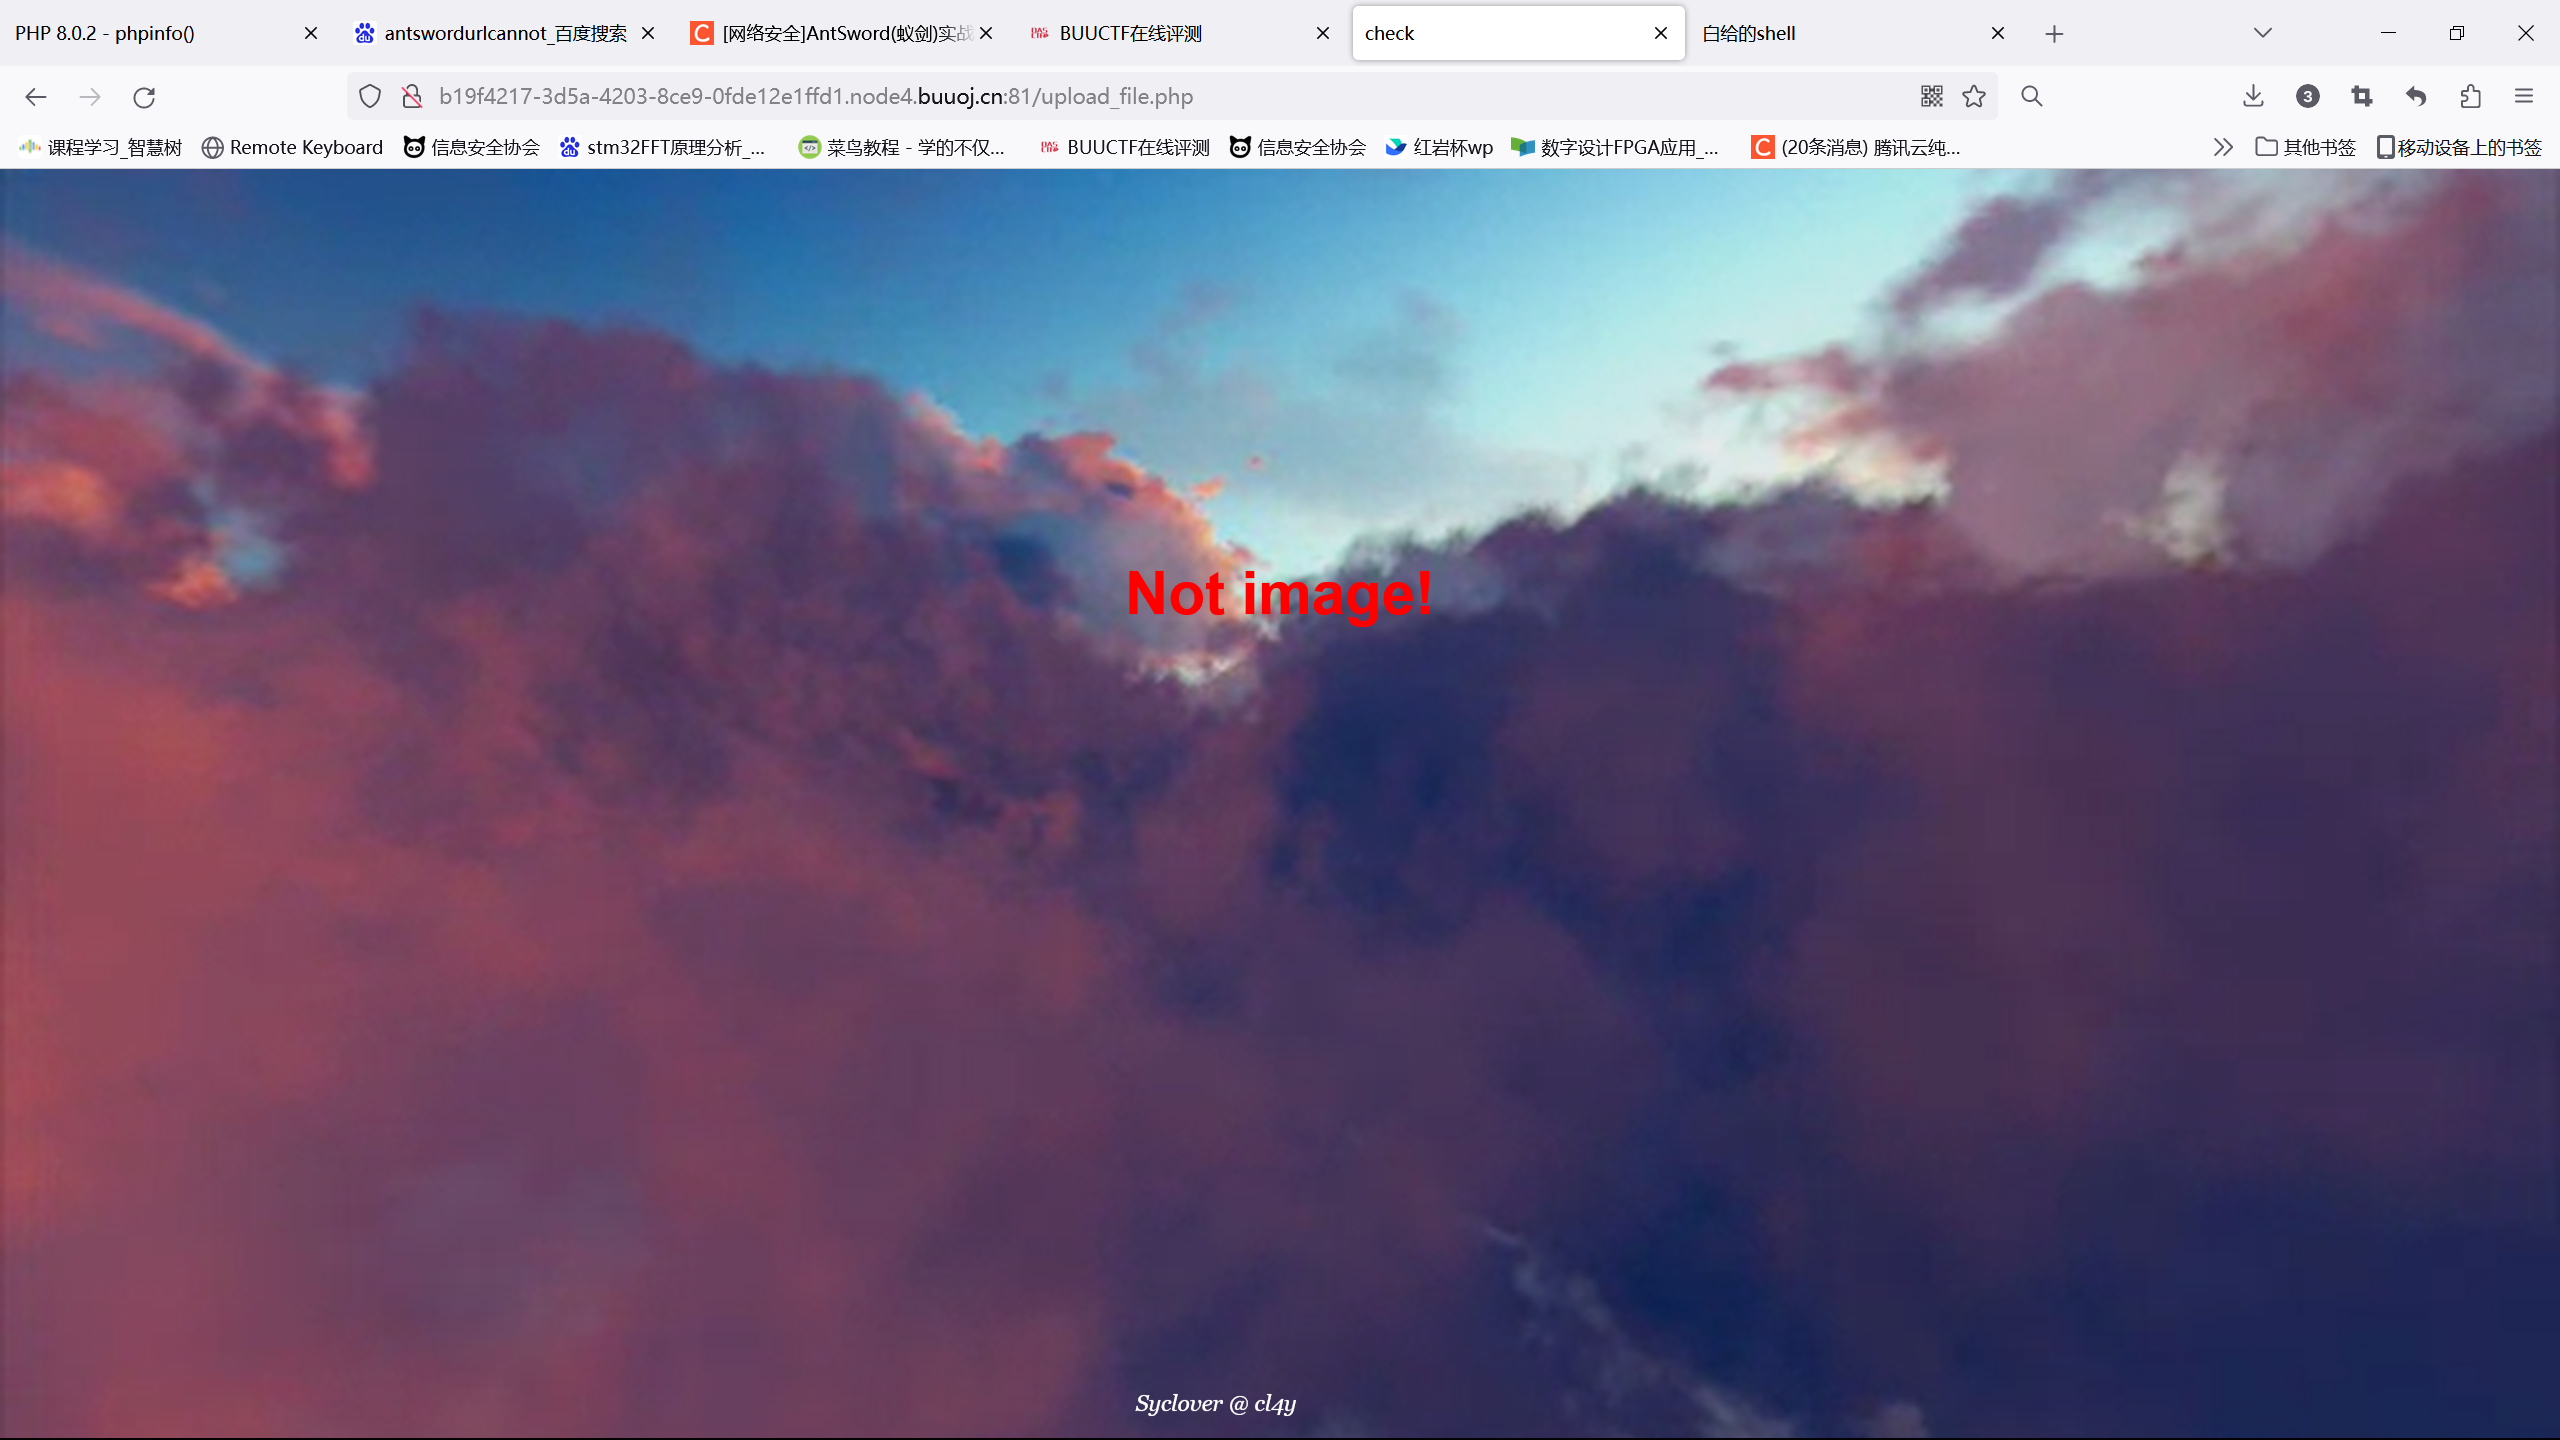 PHP 8.0.2 - phpinfo()
antswordurlcannot_百度搜索
[网络安全]AntSword(蚁剑)实战
BUUCTF在线评测
check
白给的shell
b19f4217-3d5a-4203-8ce9-0fde12e1ffd1.node4.buuoj.cn:81/upload_file.php
3
课程学习_智慧树
Remote Keyboard
信息安全协会
stm32FFT原理分析_...
菜鸟教程 - 学的不仅...
BUUCTF在线评测
信息安全协会
红岩杯wp
数字设计FPGA应用_...
(20条消息) 腾讯云纯...
其他书签
移动设备上的书签
Not image!
Syclover @ cl4y